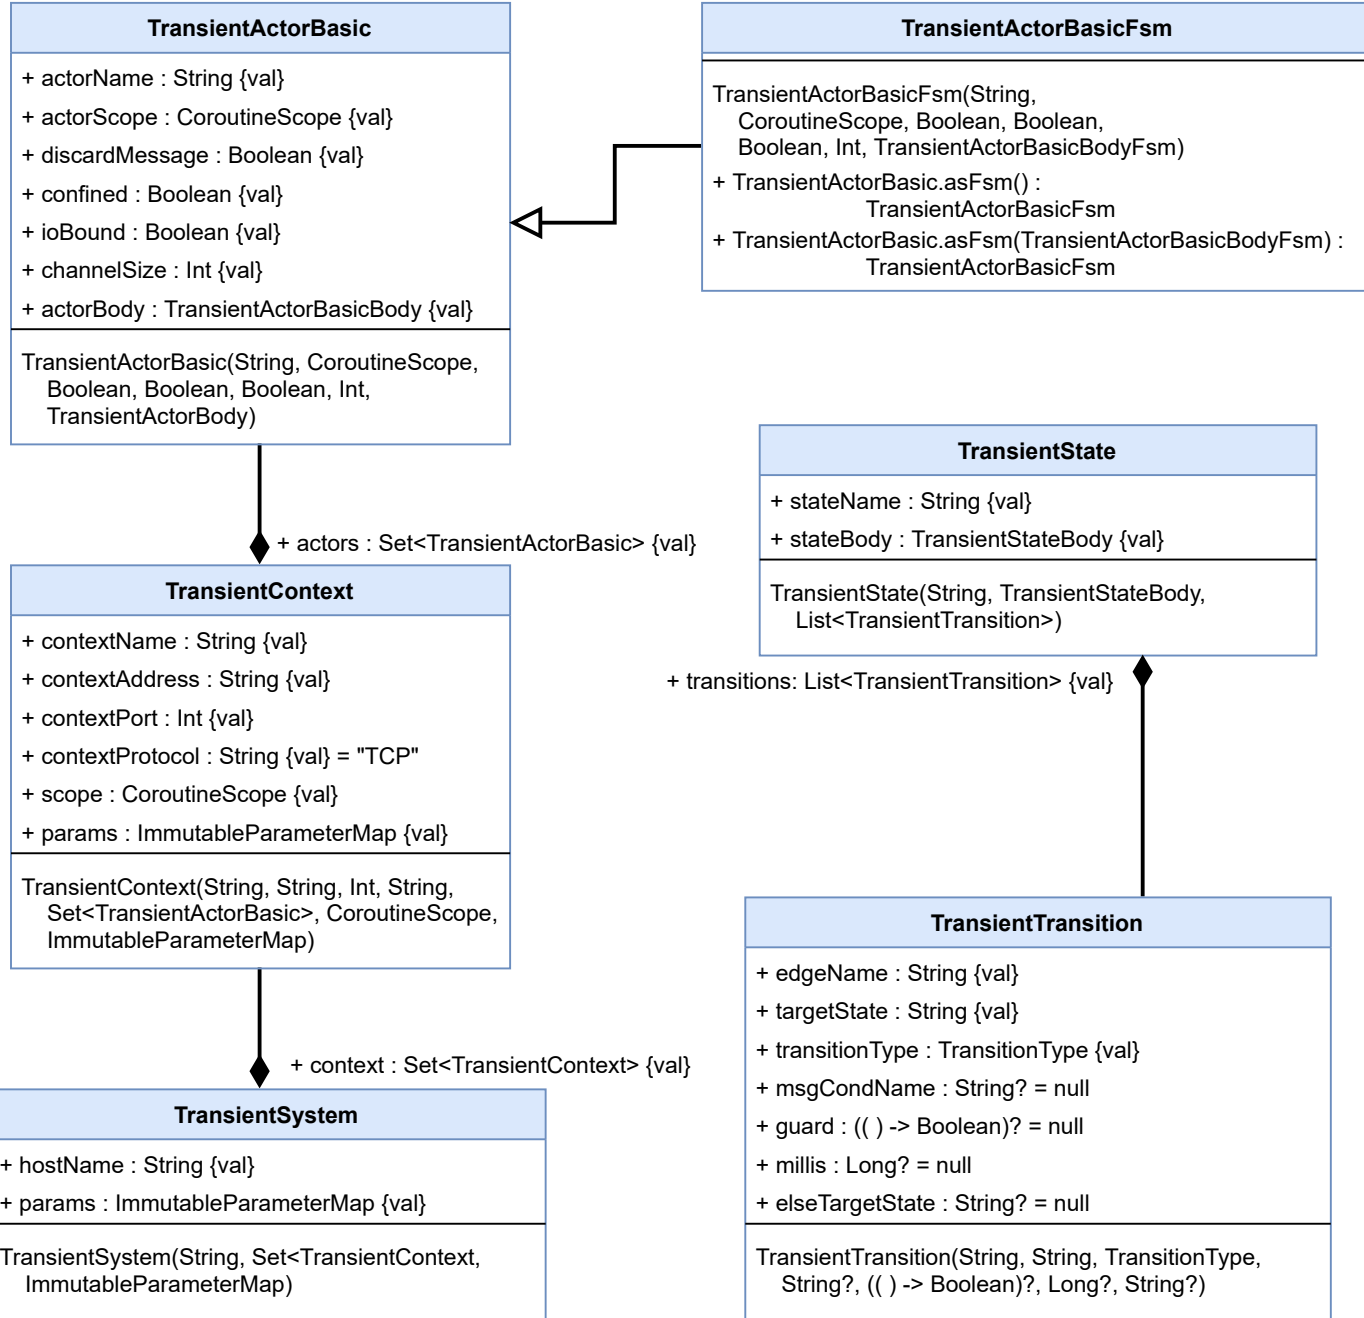 TransientActorBasic
+ actorName : String {val}
+ actorScope : CoroutineScope {val}
+ discardMessage : Boolean {val}
+ confined : Boolean {val}
+ ioBound : Boolean {val}
+ channelSize : Int {val}
+ actorBody : TransientActorBasicBody {val}
TransientActorBasic(String, CoroutineScope,
Boolean, Boolean, Boolean, Int,
TransientActorBody)
TransientActorBasicFsm
TransientActorBasicFsm(String,
CoroutineScope, Boolean, Boolean,
Boolean, Int, TransientActorBasicBodyFsm)
+ TransientActorBasic.asFsm() :
TransientActorBasicFsm
+ TransientActorBasic.asFsm(TransientActorBasicBodyFsm) :
TransientActorBasicFsm
+ actors : Set<TransientActorBasic> {val}
TransientContext
+ contextName : String {val}
+ contextAddress : String {val}
+ contextPort : Int {val}
+ contextProtocol : String {val} = "TCP"
+ scope : CoroutineScope {val}
+ params : ImmutableParameterMap {val}
TransientContext(String, String, Int, String,
Set<TransientActorBasic>, CoroutineScope,
ImmutableParameterMap)
+ context : Set<TransientContext> {val}
TransientSystem
+ hostName : String {val}
+ params : ImmutableParameterMap {val}
TransientSystem(String, Set<TransientContext,
ImmutableParameterMap)
TransientState
+ stateName : String {val}
+ stateBody : TransientStateBody {val}
TransientState(String, TransientStateBody,
List<TransientTransition>)
+ transitions: List<TransientTransition> {val}
TransientTransition
+ edgeName : String {val}
+ targetState : String {val}
+ transitionType : TransitionType {val}
+ msgCondName : String? = null
+ guard : (( ) -> Boolean)? = null
+ millis : Long? = null
+ elseTargetState : String? = null
TransientTransition(String, String, TransitionType,
String?, (( ) -> Boolean)?, Long?, String?)